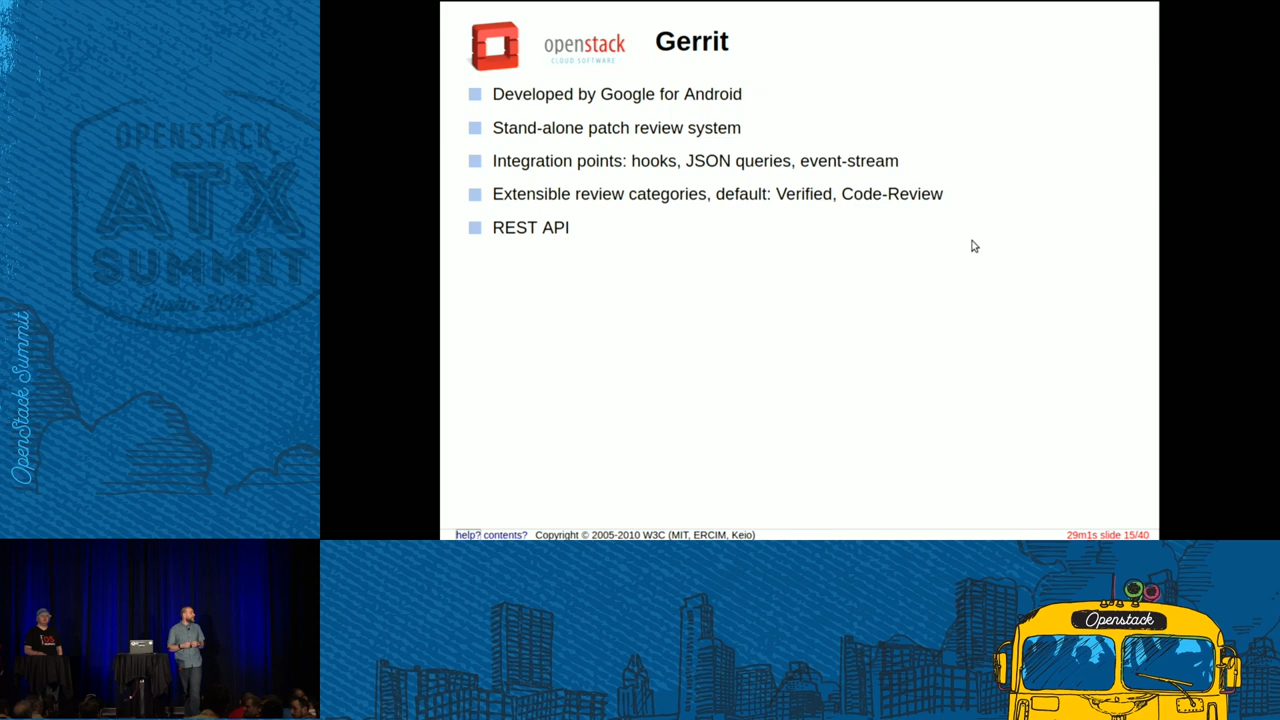 openstack
CLOUD SOFTWARE
Gerrit
Developed by Google for Android
Stand-alone patch review system
Integration points: hooks, JSON queries, event-stream
Extensible review categories, default: Verified, Code-Review
REST API
help? contents? Copyright © 2005-2010 W3C (MIT, ERCIM, Keio)
29m1s slide 15/40
OPENSTACK
ATX
SUMMIT
Austin 2016
OpenStack Summit
Openstack